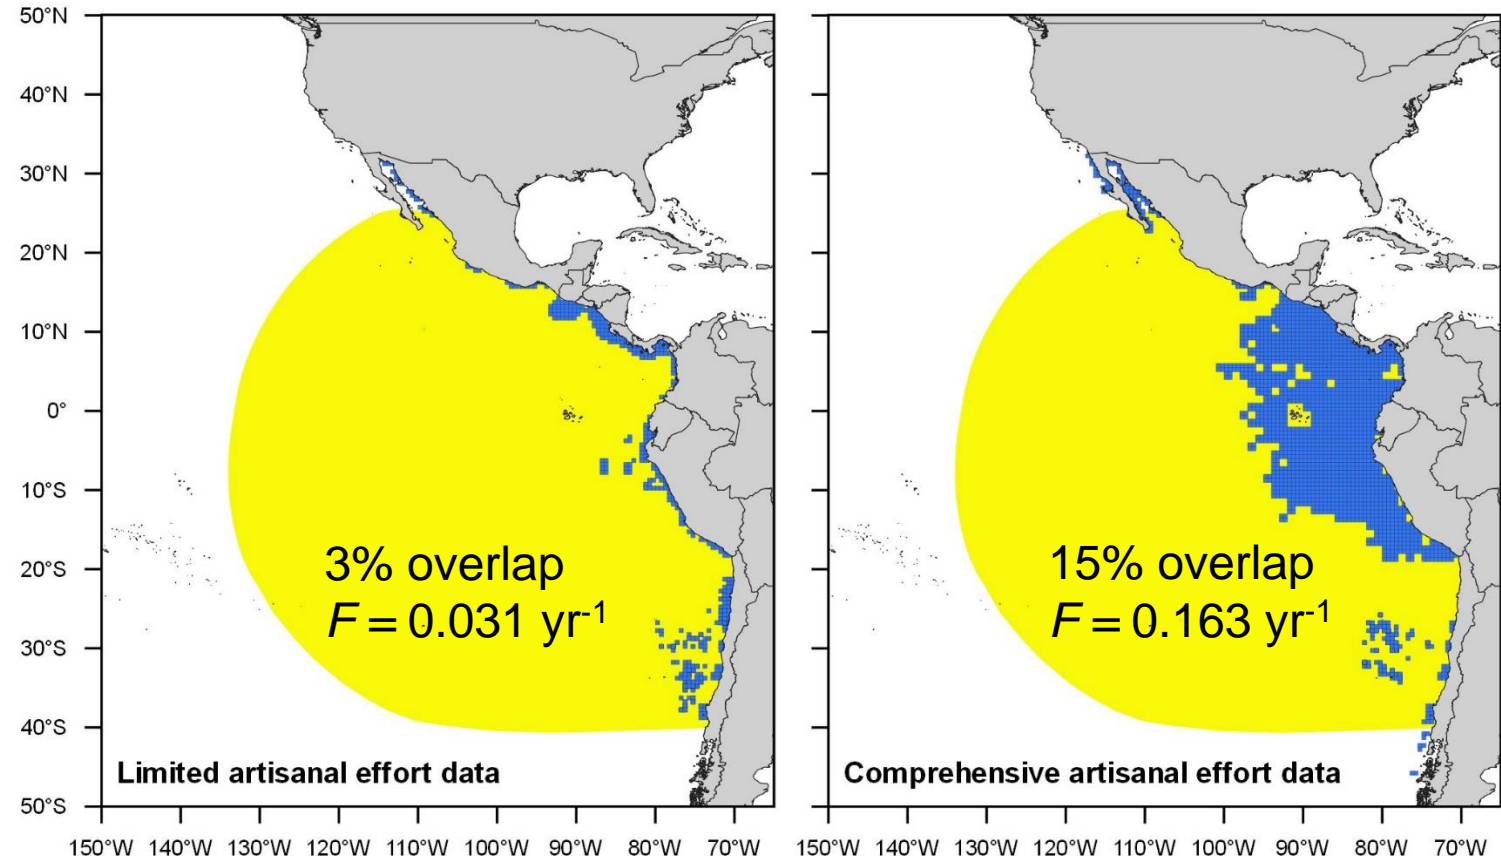 50°N
40°N
30°N
20°N
10°N
0°
10°S
20°S
30°S
40°S
50°S
3% overlap
F = 0.031 yr-1
Limited artisanal effort data
150°W 140°W 130°W 120°W 110°W 100°W 90°W 80°W 70°W
15% overlap
F = 0.163 yr-1
Comprehensive artisanal effort data
150°W 140°W 130°W 120°W 110°W 100°W 90°W 80°W 70°W